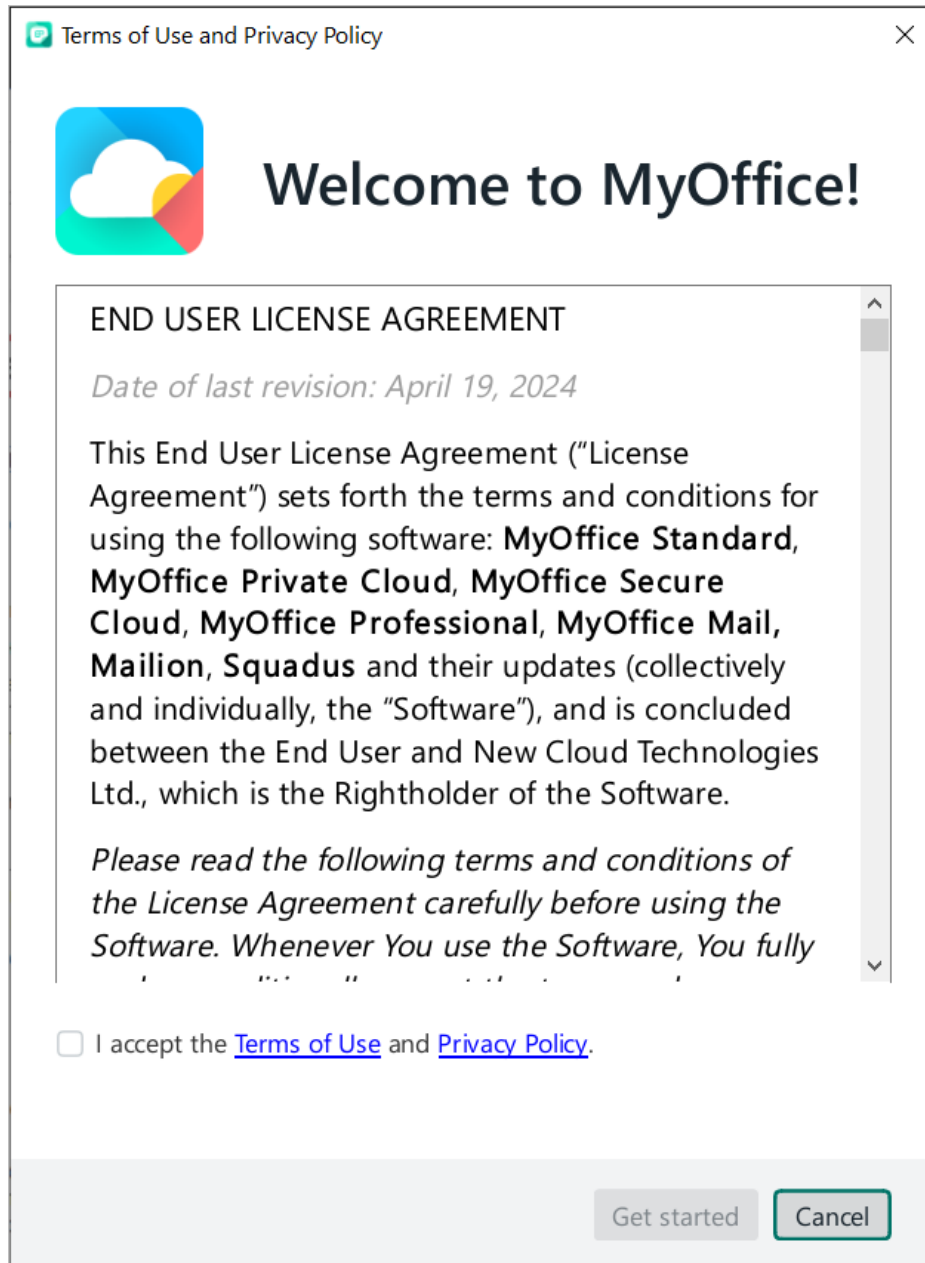 Terms of Use and Privacy Policy
Welcome to MyOffice!
END USER LICENSE AGREEMENT
Date of last revision: April 19, 2024
This End User License Agreement (“License
Agreement”) sets forth the terms and conditions for
using the following software: MyOffice Standard,
MyOffice Private Cloud, MyOffice Secure
Cloud, MyOffice Professional, MyOffice Mail,
Mailion, Squadus and their updates (collectively
and individually, the “Software”), and is concluded
between the End User and New Cloud Technologies
Ltd., which is the Rightholder of the Software.
Please read the following terms and conditions of
the License Agreement carefully before using the
Software. Whenever You use the Software, You fully
I accept the Terms of Use and Privacy Policy.
Get started
Cancel